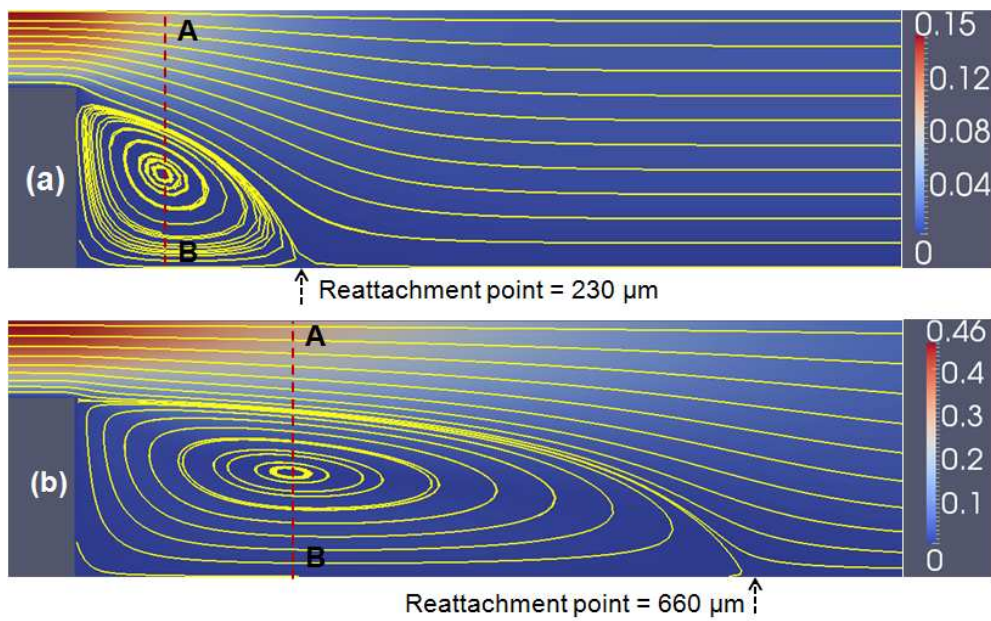 A
(a)
B
0.15
0.12
0.08
0.04
0
Reattachment point = 230 µm
A
(b)
B
0.46
0.4
0.3
0.2
0.1
0
Reattachment point = 660 µm